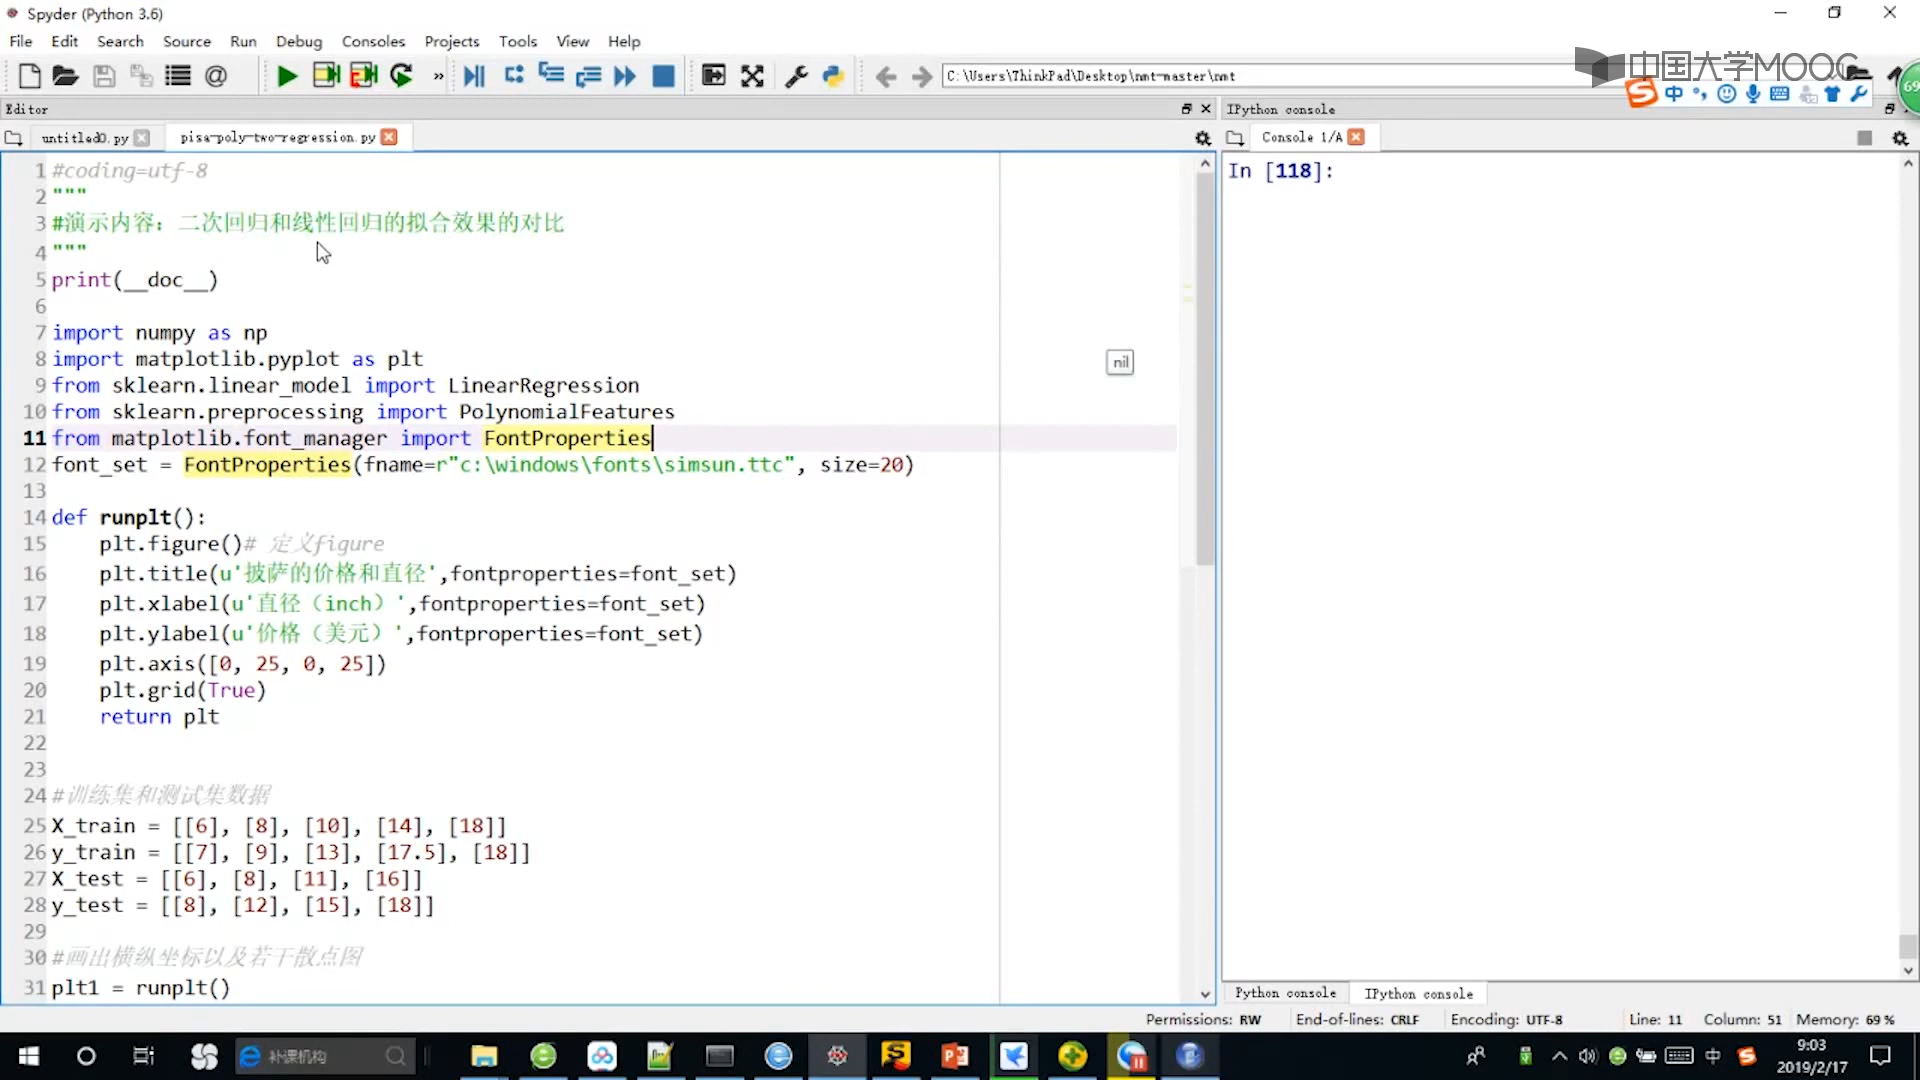 Spyder (Python 3.6)
File Edit Search Source Run Debug Consoles Projects Tools View Help
C:\Users\ThinkPad\Desktop\nmt-master\nmt
中国大学MOOC
中
69
Editor
IPython console
untitled0.py
pisa-poly-two-regression.py
Console 1/A
1 #coding=utf-8
2 """
3 #演示内容：二次回归和线性回归的拟合效果的对比
4 """
5 print(__doc__)
6
7 import numpy as np
8 import matplotlib.pyplot as plt
9 from sklearn.linear_model import LinearRegression
10 from sklearn.preprocessing import PolynomialFeatures
11 from matplotlib.font_manager import FontProperties
12 font_set = FontProperties(fname=r"c:\windows\fonts\simsun.ttc", size=20)
13
14 def runplt():
15 plt.figure()# 定义figure
16 plt.title(u'披萨的价格和直径',fontproperties=font_set)
17 plt.xlabel(u'直径（inch）',fontproperties=font_set)
18 plt.ylabel(u'价格（美元）',fontproperties=font_set)
19 plt.axis([0, 25, 0, 25])
20 plt.grid(True)
21 return plt
22
23
24 #训练集和测试集数据
25 X_train = [[6], [8], [10], [14], [18]]
26 y_train = [[7], [9], [13], [17.5], [18]]
27 X_test = [[6], [8], [11], [16]]
28 y_test = [[8], [12], [15], [18]]
29
30 #画出横纵坐标以及若干散点图
31 plt1 = runplt()
nil
In [118]:
Python console
IPython console
Permissions: RW End-of-lines: CRLF Encoding: UTF-8 Line: 11 Column: 51 Memory: 69 %
补课机构
中
9:03
2019/2/17